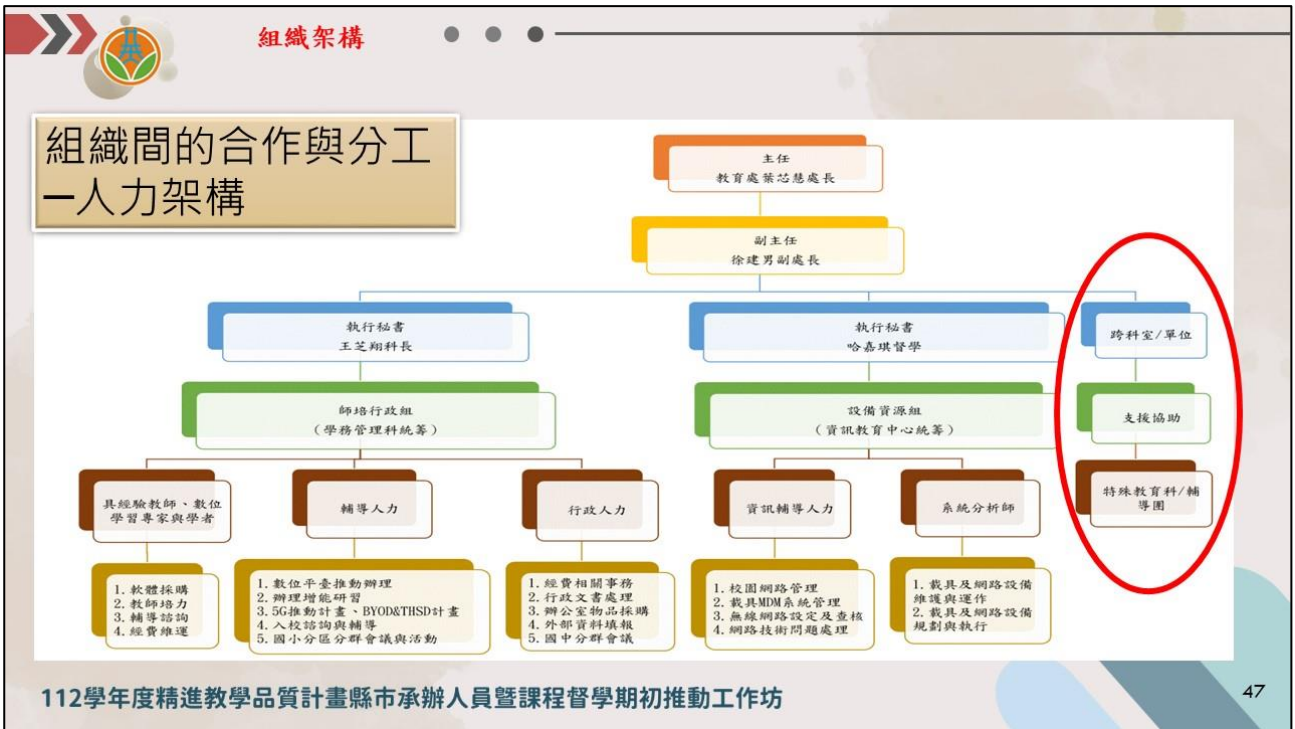 組織架構
組織間的合作與分工
—人力架構
主任
教育處葉芯慧處長
副主任
徐建男副處長
執行秘書
王芝翔科長
執行秘書
哈嘉琪督學
跨科室/單位
師培行政組
(學務管理科統籌)
設備資源組
(資訊教育中心統籌)
支援協助
具經驗教師、數位
學習專家與學者
輔導人力
行政人力
資訊輔導人力
系統分析師
特殊教育科/輔
導團
1. 軟體採購
2. 教師培力
3. 輔導諮詢
4. 經費維運
1. 數位平臺推動辦理
2. 辦理增能研習
3. 5G推動計畫、BYOD&THSD計畫
4. 入校諮詢與輔導
5. 國小分區分群會議與活動
1. 經費相關事務
2. 行政文書處理
3. 辦公室物品採購
4. 外部資料填報
5. 國中分群會議
1. 校園網路管理
2. 載具MDM系統管理
3. 無線網路設定及查核
4. 網路技術問題處理
1. 載具及網路設備
維護與運作
2. 載具及網路設備
規劃與執行
112學年度精進教學品質計畫縣市承辦人員暨課程督學期初推動工作坊
47